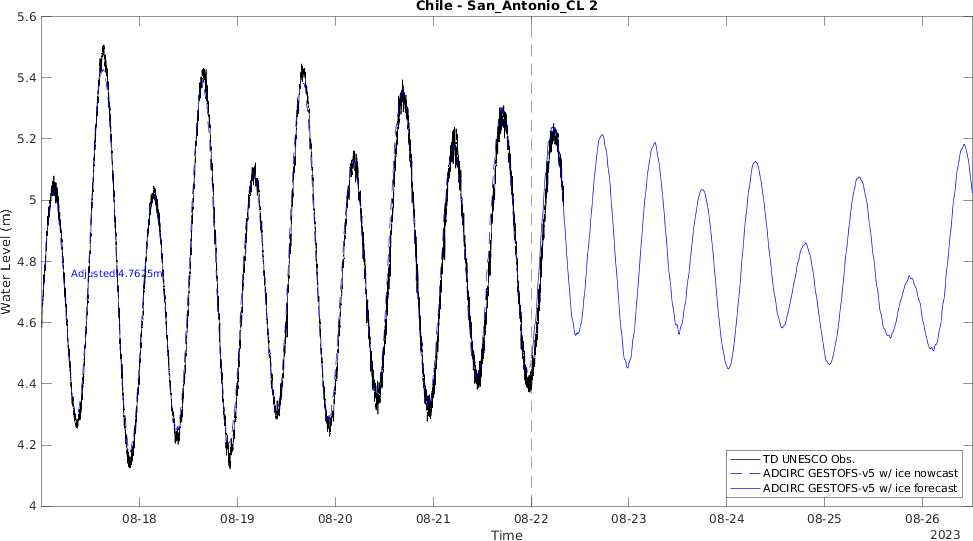 Chile - San_Antonio_CL 2
5.6
5.4
5.2
5
4.8
4.6
4.4
4.2
4
Water Level (m)
Adjusted 4.7625m
TD UNESCO Obs.
ADCIRC GESTOFS-v5 w/ ice nowcast
ADCIRC GESTOFS-v5 w/ ice forecast
08-18 08-19 08-20 08-21 08-22 08-23 08-24 08-25 08-26
Time
2023